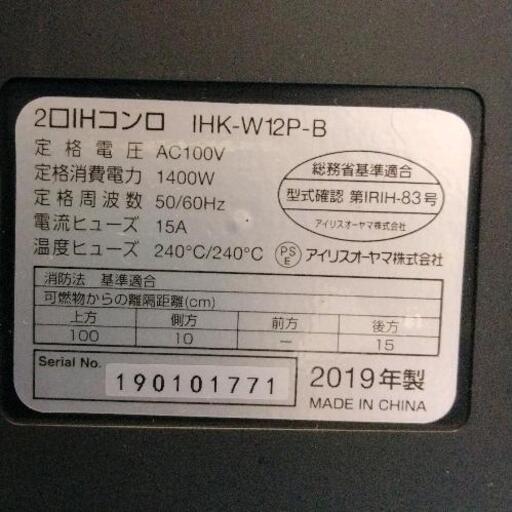 2口IHコンロ IHK-W12P-B
定格電圧 AC100V
定格消費電力 1400W
定格周波数 50/60Hz
電流ヒューズ 15A
温度ヒューズ 240°C/240°C
総務省基準適合
型式確認 第IRIH-83号
アイリスオーヤマ株式会社
PSE アイリスオーヤマ株式会社
消防法 基準適合
可燃物からの離隔距離(cm)
上方 側方 前方 後方
100 10 — 15
Serial No. 190101771
2019年製
MADE IN CHINA